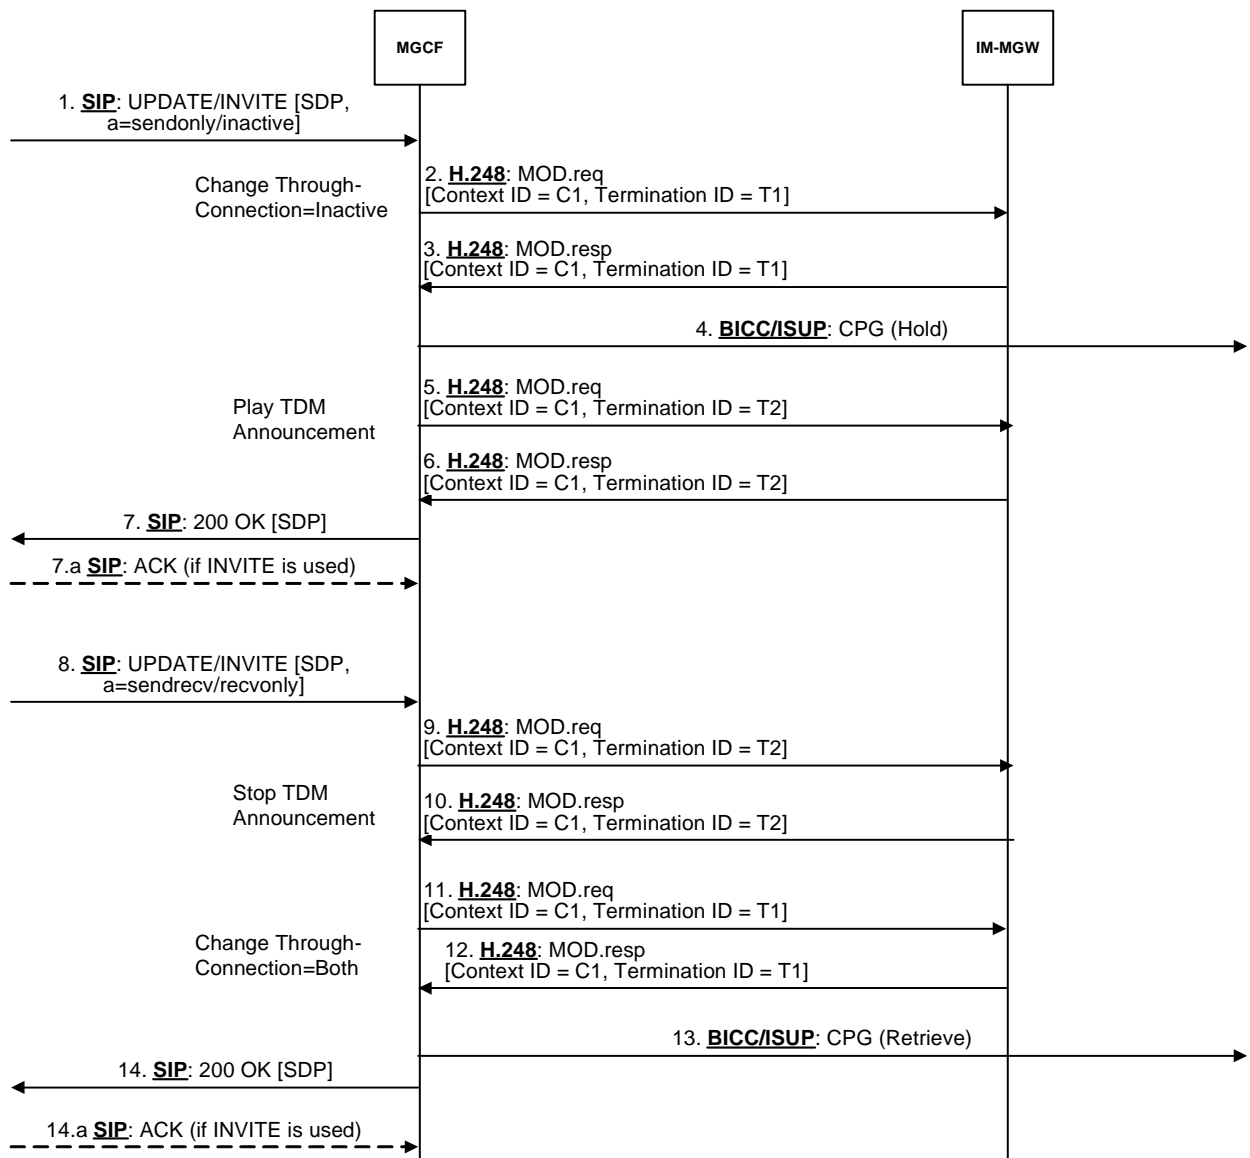 MGCF
IM-MGW
1. SIP: UPDATE/INVITE [SDP,
a=sendonly/inactive]
Change Through-
Connection=Inactive
2. H.248: MOD.req
[Context ID = C1, Termination ID = T1]
3. H.248: MOD.resp
[Context ID = C1, Termination ID = T1]
4. BICC/ISUP: CPG (Hold)
Play TDM
Announcement
5. H.248: MOD.req
[Context ID = C1, Termination ID = T2]
6. H.248: MOD.resp
[Context ID = C1, Termination ID = T2]
7. SIP: 200 OK [SDP]
7.a SIP: ACK (if INVITE is used)
8. SIP: UPDATE/INVITE [SDP,
a=sendrecv/recvonly]
9. H.248: MOD.req
[Context ID = C1, Termination ID = T2]
Stop TDM
Announcement
10. H.248: MOD.resp
[Context ID = C1, Termination ID = T2]
11. H.248: MOD.req
[Context ID = C1, Termination ID = T1]
Change Through-
Connection=Both
12. H.248: MOD.resp
[Context ID = C1, Termination ID = T1]
13. BICC/ISUP: CPG (Retrieve)
14. SIP: 200 OK [SDP]
14.a SIP: ACK (if INVITE is used)